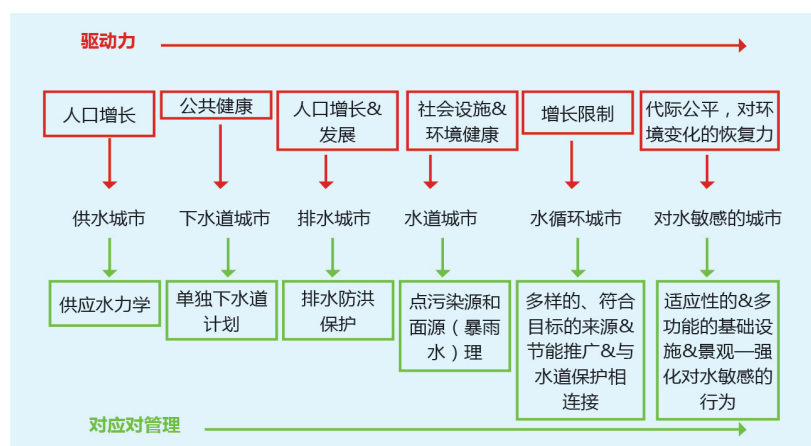 驱动力
人口增长
公共健康
人口增长&
发展
社会设施&
环境健康
增长限制
代际公平，对环
境变化的恢复力
供水城市
下水道城市
排水城市
水道城市
水循环城市
对水敏感的城市
供应水力学
单独下水道
计划
排水防洪
保护
点污染源和
面源（暴雨
水）理
多样的、符合
目标的来源&
节能推广&与
水道保护相
连接
适应性的&多
功能的基础设
施&景观—强
化对水敏感的
行为
对应对管理